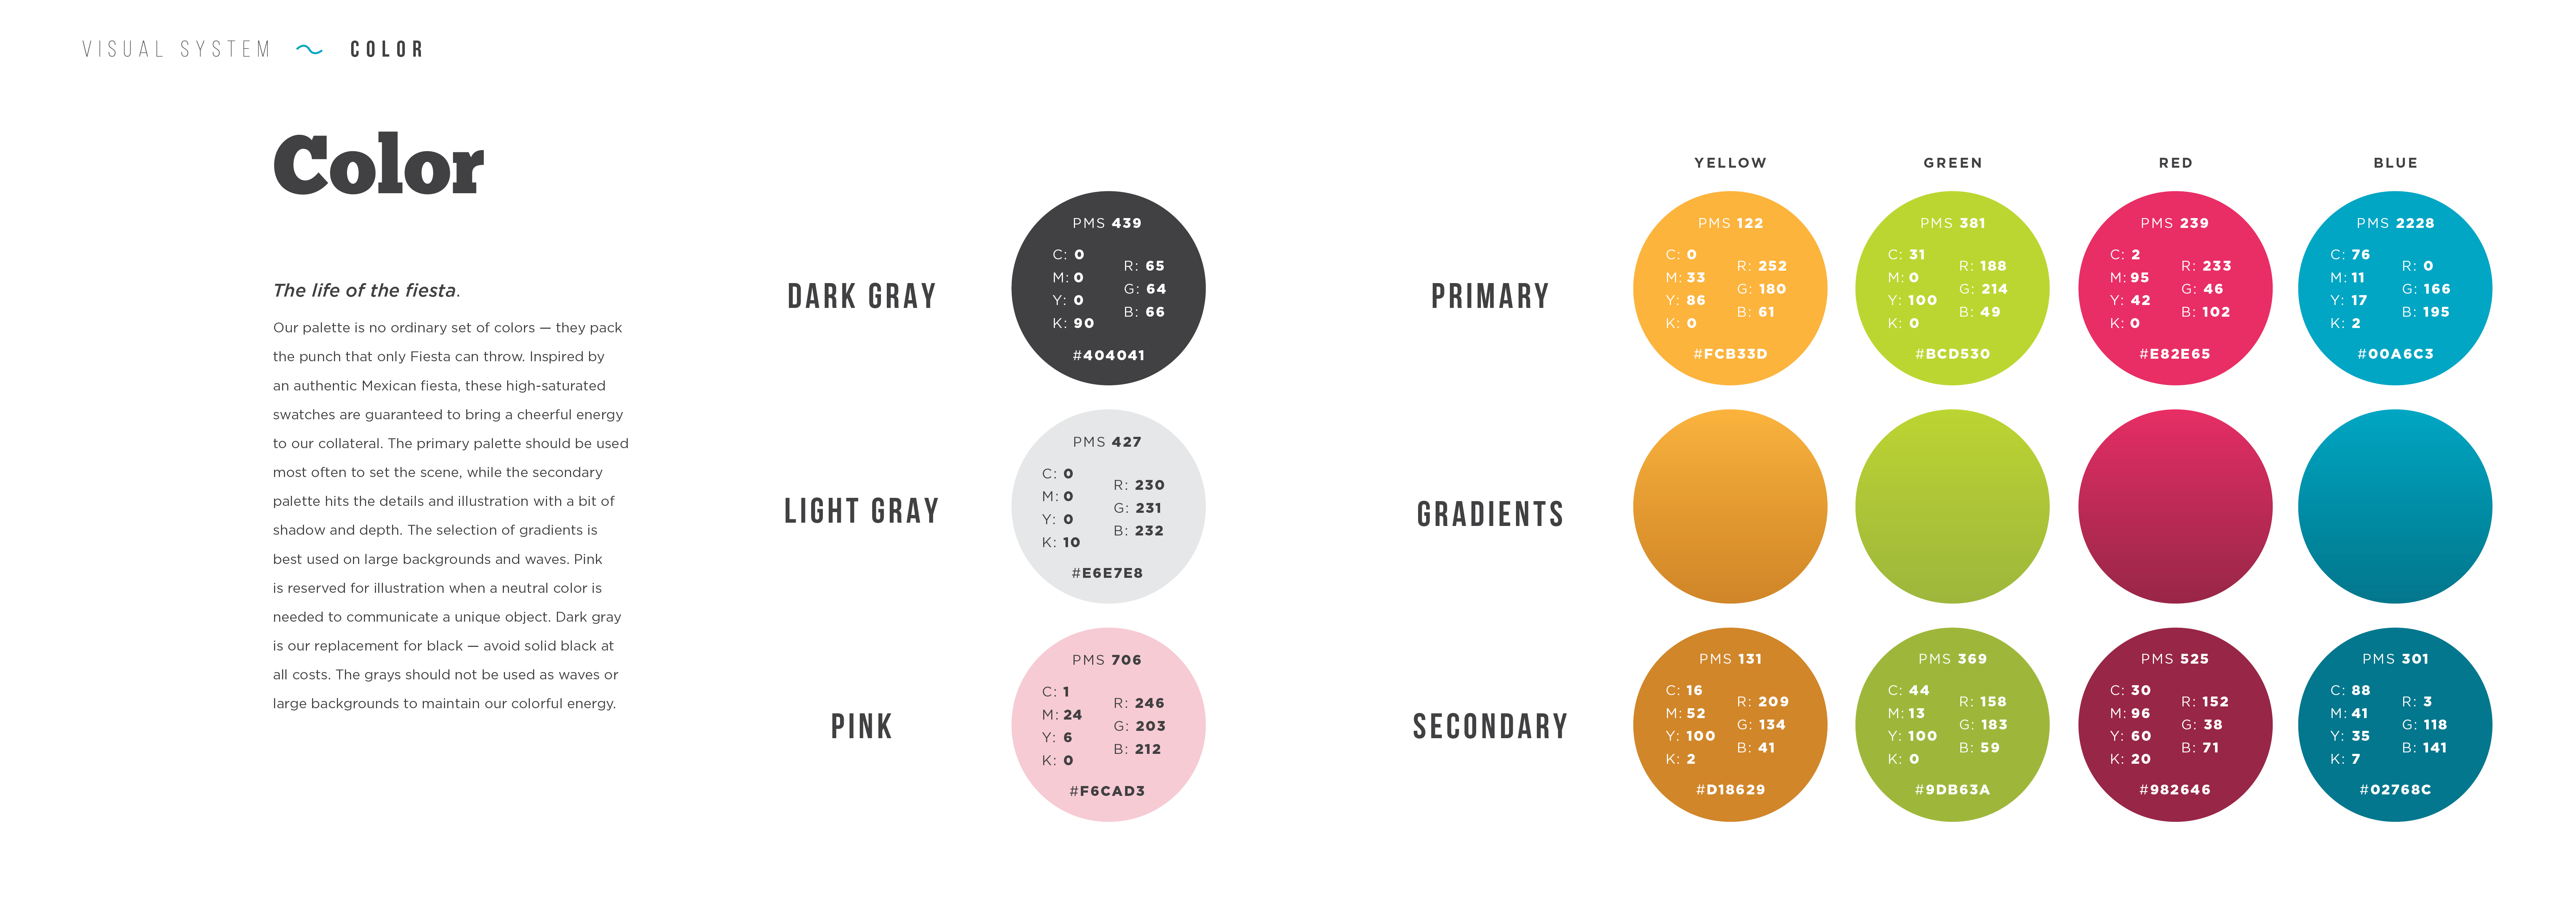 VISUAL SYSTEM ~ COLOR
Color
The life of the fiesta.
Our palette is no ordinary set of colors — they pack
the punch that only Fiesta can throw. Inspired by
an authentic Mexican fiesta, these high-saturated
swatches are guaranteed to bring a cheerful energy
to our collateral. The primary palette should be used
most often to set the scene, while the secondary
palette hits the details and illustration with a bit of
shadow and depth. The selection of gradients is
best used on large backgrounds and waves. Pink
is reserved for illustration when a neutral color is
needed to communicate a unique object. Dark gray
is our replacement for black — avoid solid black at
all costs. The grays should not be used as waves or
large backgrounds to maintain our colorful energy.
DARK GRAY
PMS 439
C: 0
M: 0
Y: 0
K: 90
R: 65
G: 64
B: 66
#404041
LIGHT GRAY
PMS 427
C: 0
M: 0
Y: 0
K: 10
R: 230
G: 231
B: 232
#E6E7E8
PINK
PMS 706
C: 1
M: 24
Y: 6
K: 0
R: 246
G: 203
B: 212
#F6CAD3
YELLOW
GREEN
RED
BLUE
PRIMARY
PMS 122
C: 0
M: 33
Y: 86
K: 0
R: 252
G: 180
B: 61
#FCB33D
PMS 381
C: 31
M: 0
Y: 100
K: 0
R: 188
G: 214
B: 49
#BCD530
PMS 239
C: 2
M: 95
Y: 42
K: 0
R: 233
G: 46
B: 102
#E82E65
PMS 2228
C: 76
M: 11
Y: 17
K: 2
R: 0
G: 166
B: 195
#00A6C3
GRADIENTS
SECONDARY
PMS 131
C: 16
M: 52
Y: 100
K: 2
R: 209
G: 134
B: 41
#D18629
PMS 369
C: 44
M: 13
Y: 100
K: 0
R: 158
G: 183
B: 59
#9DB63A
PMS 525
C: 30
M: 96
Y: 60
K: 20
R: 152
G: 38
B: 71
#982646
PMS 301
C: 88
M: 41
Y: 35
K: 7
R: 3
G: 118
B: 141
#02768C